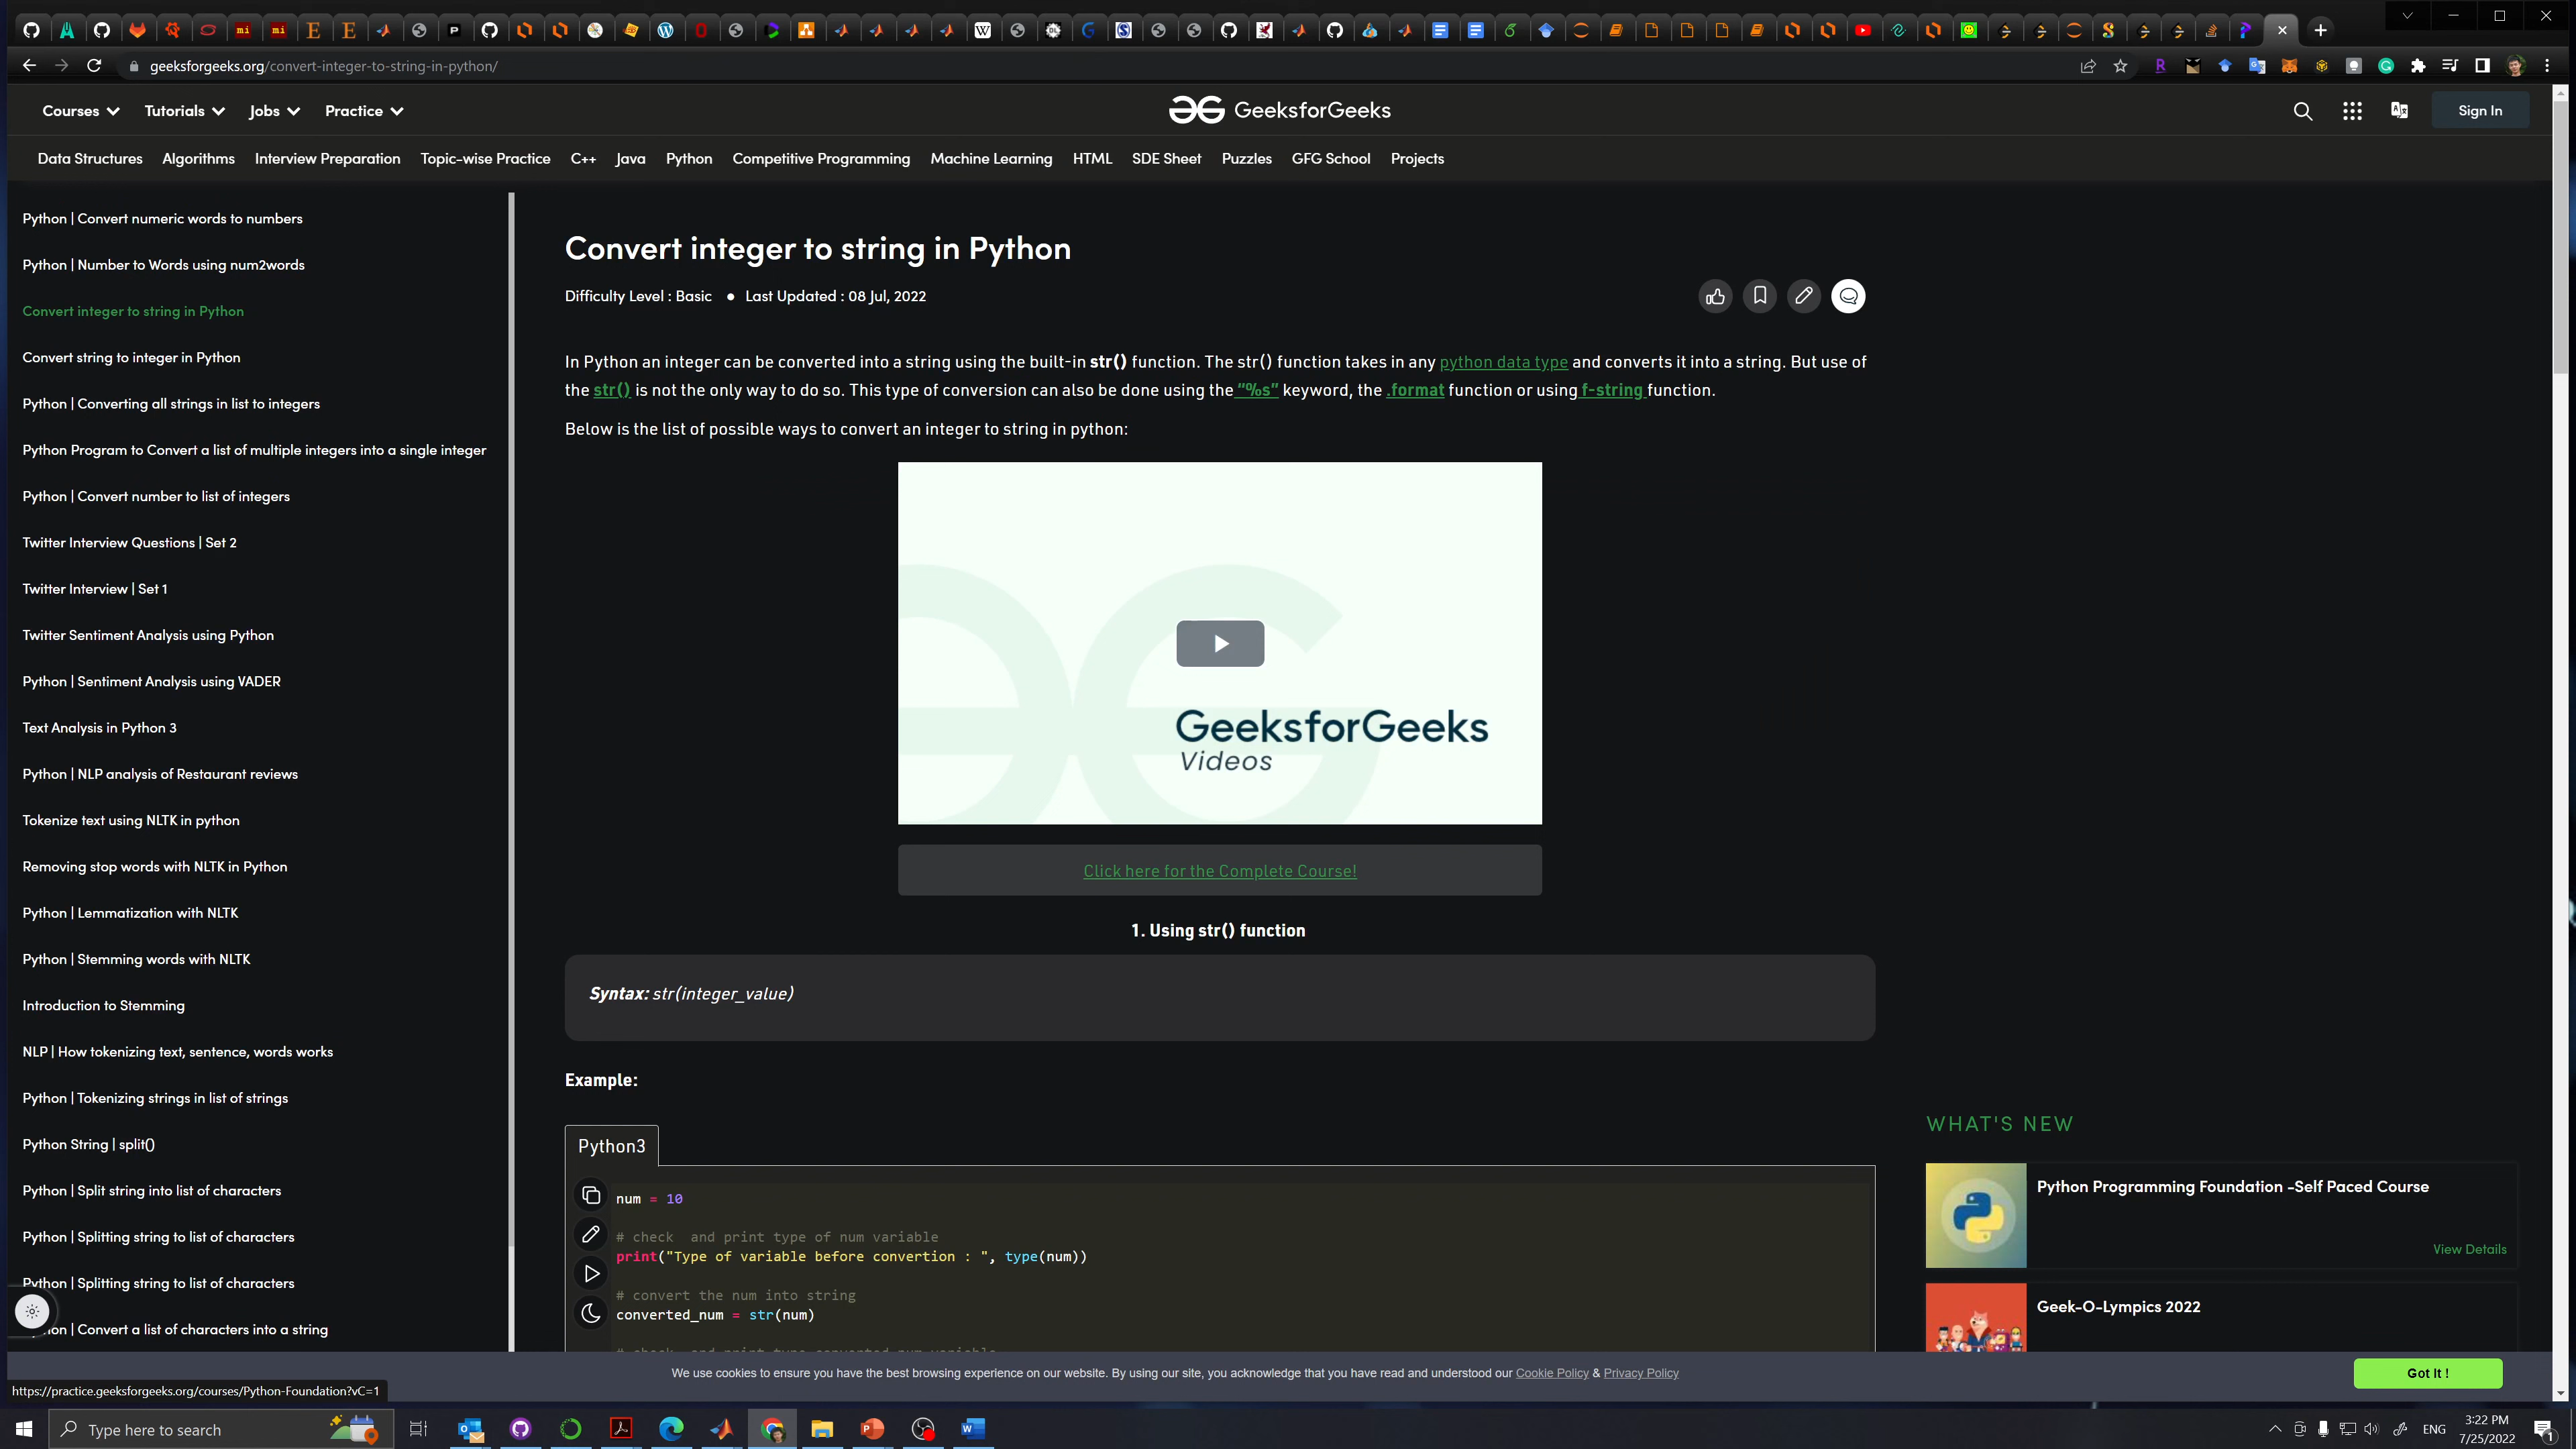 geeksforgeeks.org/convert-integer-to-string-in-python/
Courses
Tutorials
Jobs
Practice
GeeksforGeeks
Sign In
Data Structures
Algorithms
Interview Preparation
Topic-wise Practice
C++
Java
Python
Competitive Programming
Machine Learning
HTML
SDE Sheet
Puzzles
GFG School
Projects
Python | Convert numeric words to numbers
Python | Number to Words using num2words
Convert integer to string in Python
Convert string to integer in Python
Python | Converting all strings in list to integers
Python Program to Convert a list of multiple integers into a single integer
Python | Convert number to list of integers
Twitter Interview Questions | Set 2
Twitter Interview | Set 1
Twitter Sentiment Analysis using Python
Python | Sentiment Analysis using VADER
Text Analysis in Python 3
Python | NLP analysis of Restaurant reviews
Tokenize text using NLTK in python
Removing stop words with NLTK in Python
Python | Lemmatization with NLTK
Python | Stemming words with NLTK
Introduction to Stemming
NLP | How tokenizing text, sentence, words works
Python | Tokenizing strings in list of strings
Python String | split()
Python | Split string into list of characters
Python | Splitting string to list of characters
Python | Splitting string to list of characters
| Convert a list of characters into a string
Convert integer to string in Python
Difficulty Level : Basic ● Last Updated : 08 Jul, 2022
In Python an integer can be converted into a string using the built-in str() function. The str() function takes in any python data type and converts it into a string. But use of
the str() is not the only way to do so. This type of conversion can also be done using the “%s” keyword, the .format function or using f-string function.
Below is the list of possible ways to convert an integer to string in python:
GeeksforGeeks
Videos
Click here for the Complete Course!
1. Using str() function
Syntax: str(integer_value)
Example:
Python3
num = 10
# check  and print type of num variable
print("Type of variable before convertion : ", type(num))
# convert the num into string
converted_num = str(num)
# check  and print type converted_num variable
WHAT'S NEW
Python Programming Foundation -Self Paced Course
View Details
Geek-O-Lympics 2022
We use cookies to ensure you have the best browsing experience on our website. By using our site, you acknowledge that you have read and understood our Cookie Policy & Privacy Policy
Got It !
https://practice.geeksforgeeks.org/courses/Python-Foundation?vC=1
Type here to search
ENG
3:22 PM
7/25/2022
1